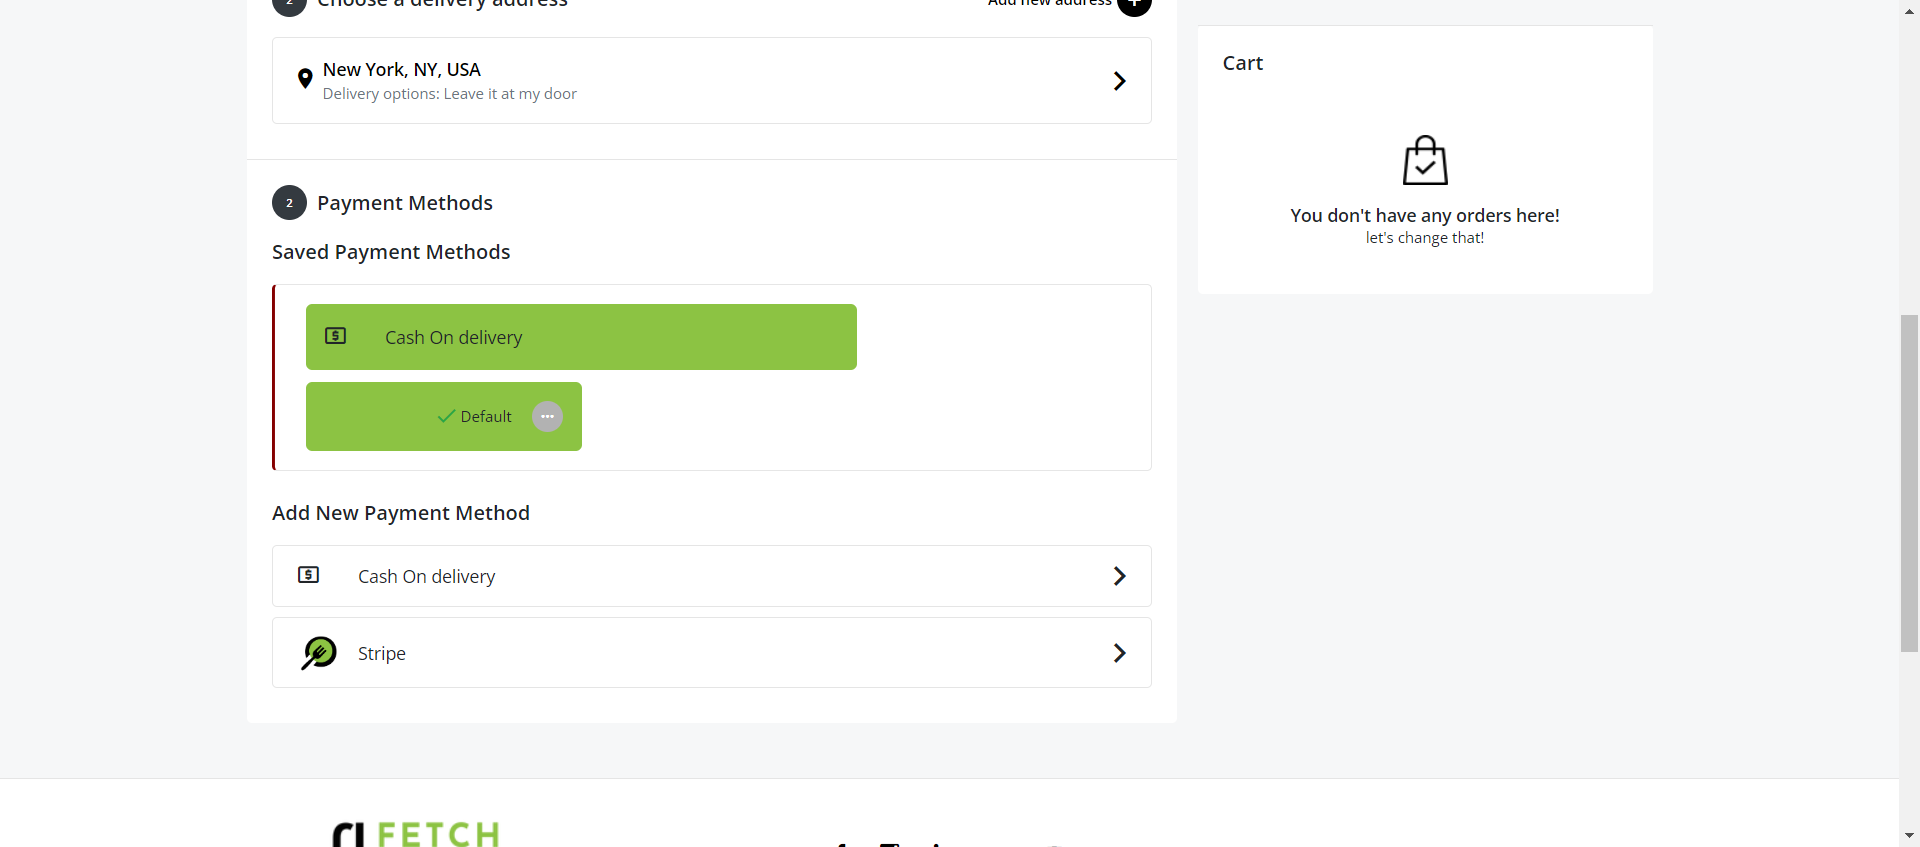 2 Choose a delivery address
Add new address
New York, NY, USA
Delivery options: Leave it at my door
2 Payment Methods
Saved Payment Methods
Cash On delivery
Default
Add New Payment Method
Cash On delivery
Stripe
Cart
You don't have any orders here!
let's change that!
FETCH